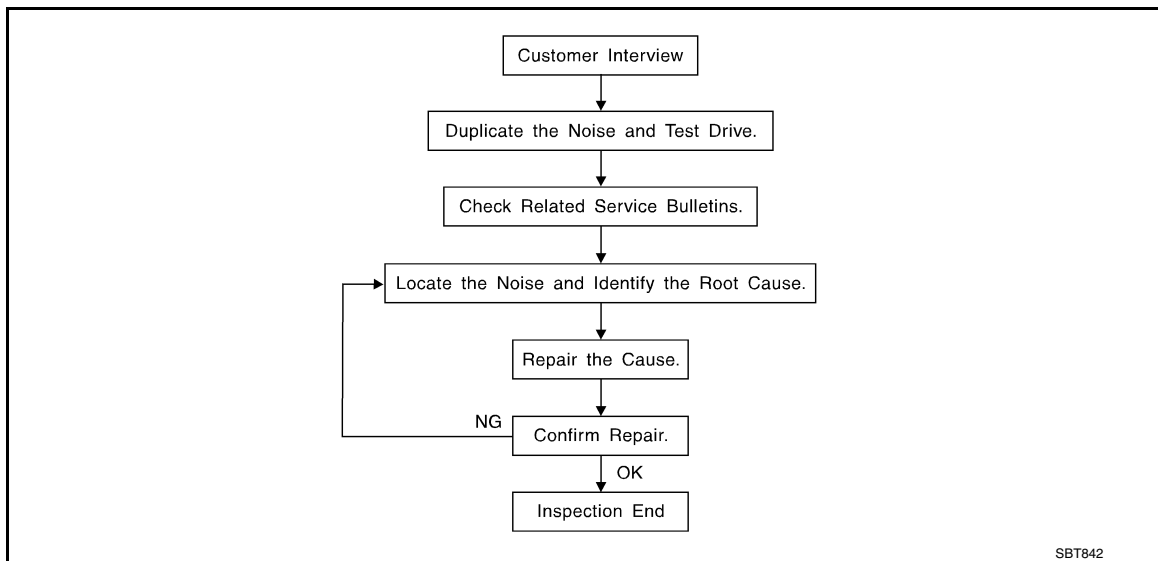 Customer Interview
Duplicate the Noise and Test Drive.
Check Related Service Bulletins.
Locate the Noise and Identify the Root Cause.
Repair the Cause.
NG
Confirm Repair.
OK
Inspection End
SBT842